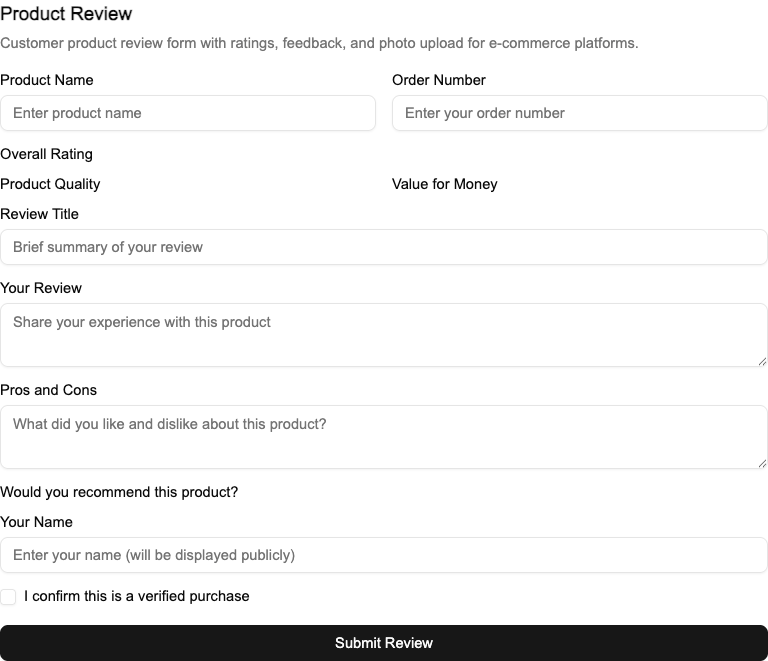 Product Review
Customer product review form with ratings, feedback, and photo upload for e-commerce platforms.
Product Name
Order Number
Enter product name
Enter your order number
Overall Rating
Product Quality
Value for Money
Review Title
Brief summary of your review
Your Review
Share your experience with this product
Pros and Cons
What did you like and dislike about this product?
Would you recommend this product?
Your Name
Enter your name (will be displayed publicly)
I confirm this is a verified purchase
Submit Review